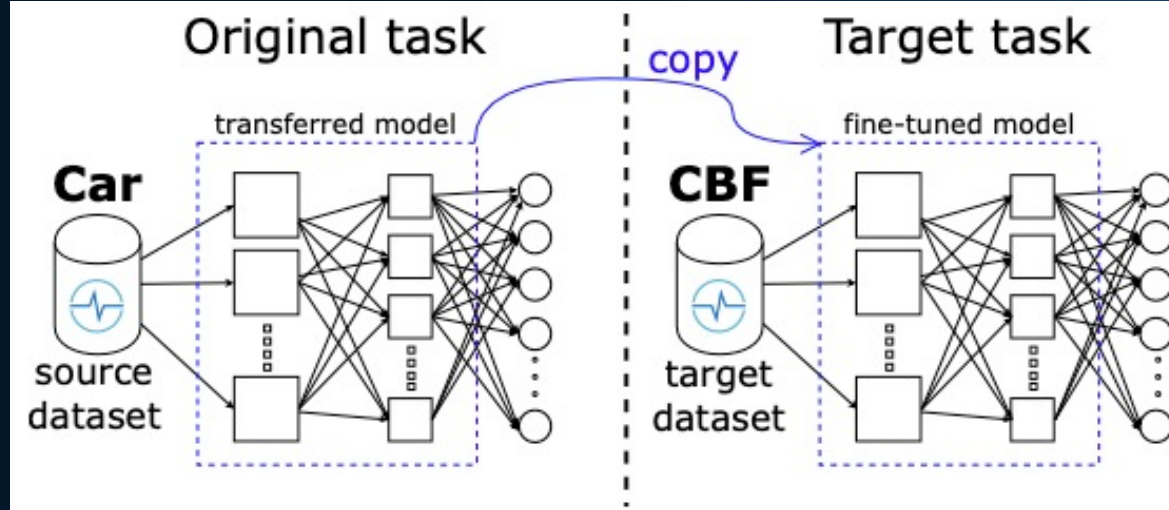 Original task
Target task
copy
transferred model
fine-tuned model
Car
CBF
source
dataset
target
dataset